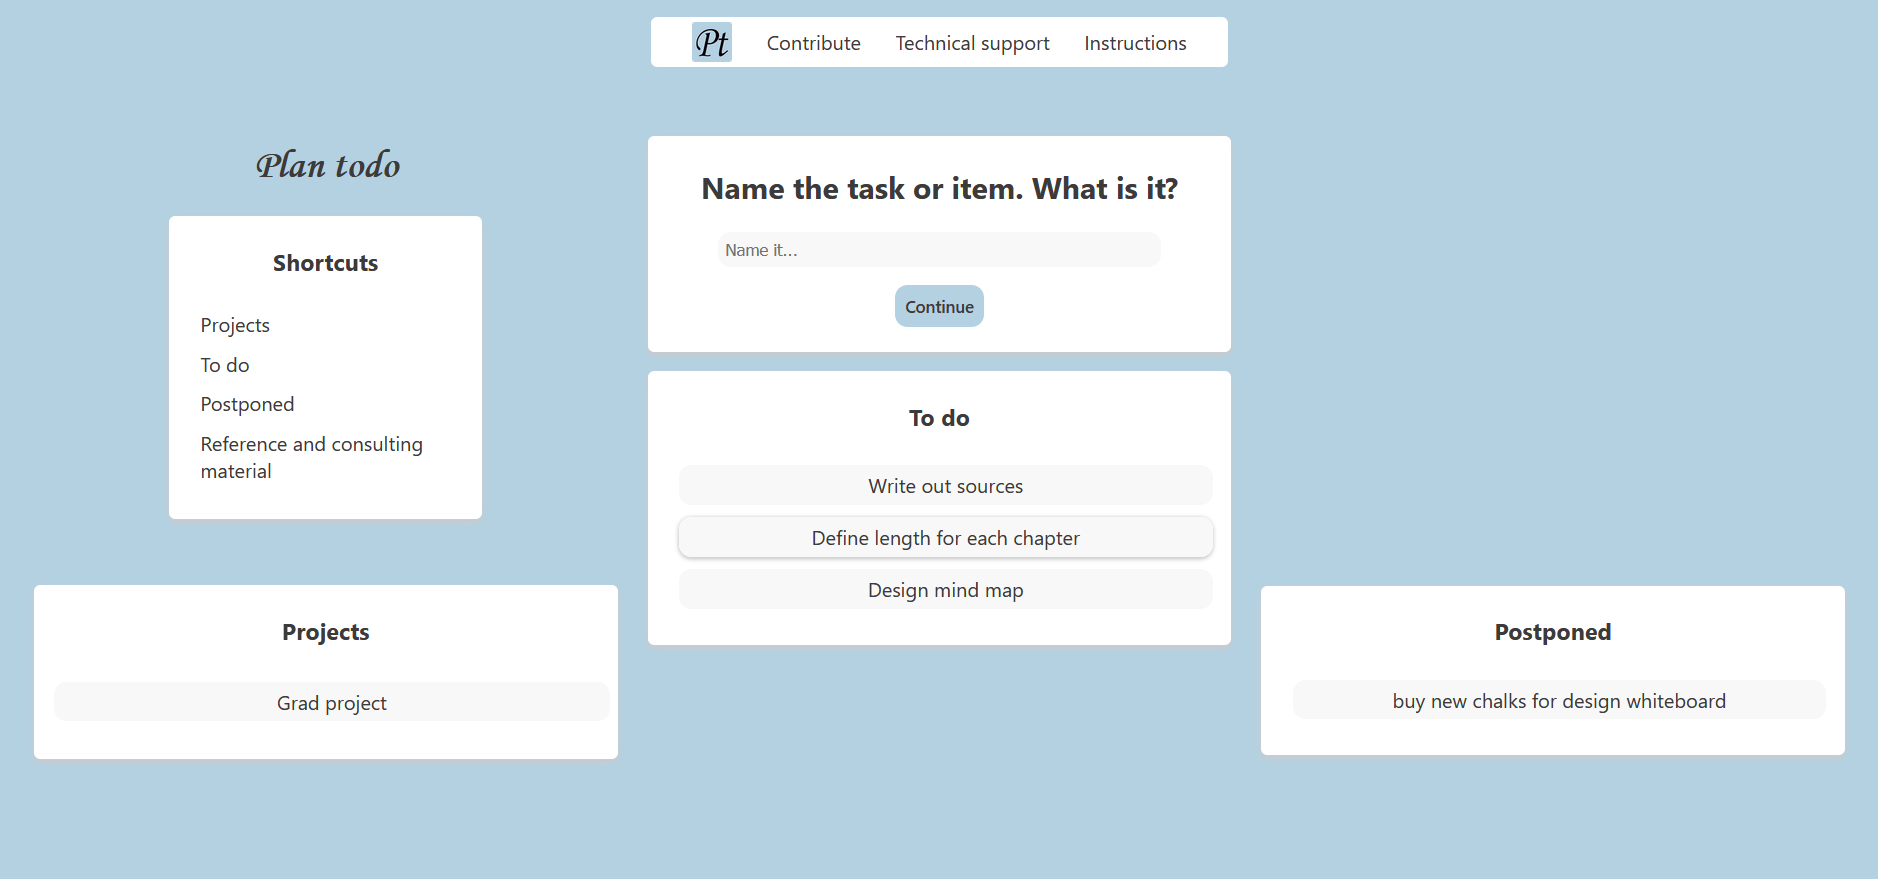 Pt Contribute Technical support Instructions
Plan todo
Shortcuts
Projects
To do
Postponed
Reference and consulting
material
Name the task or item. What is it?
Name it...
Continue
To do
Write out sources
Define length for each chapter
Design mind map
Projects
Grad project
Postponed
buy new chalks for design whiteboard